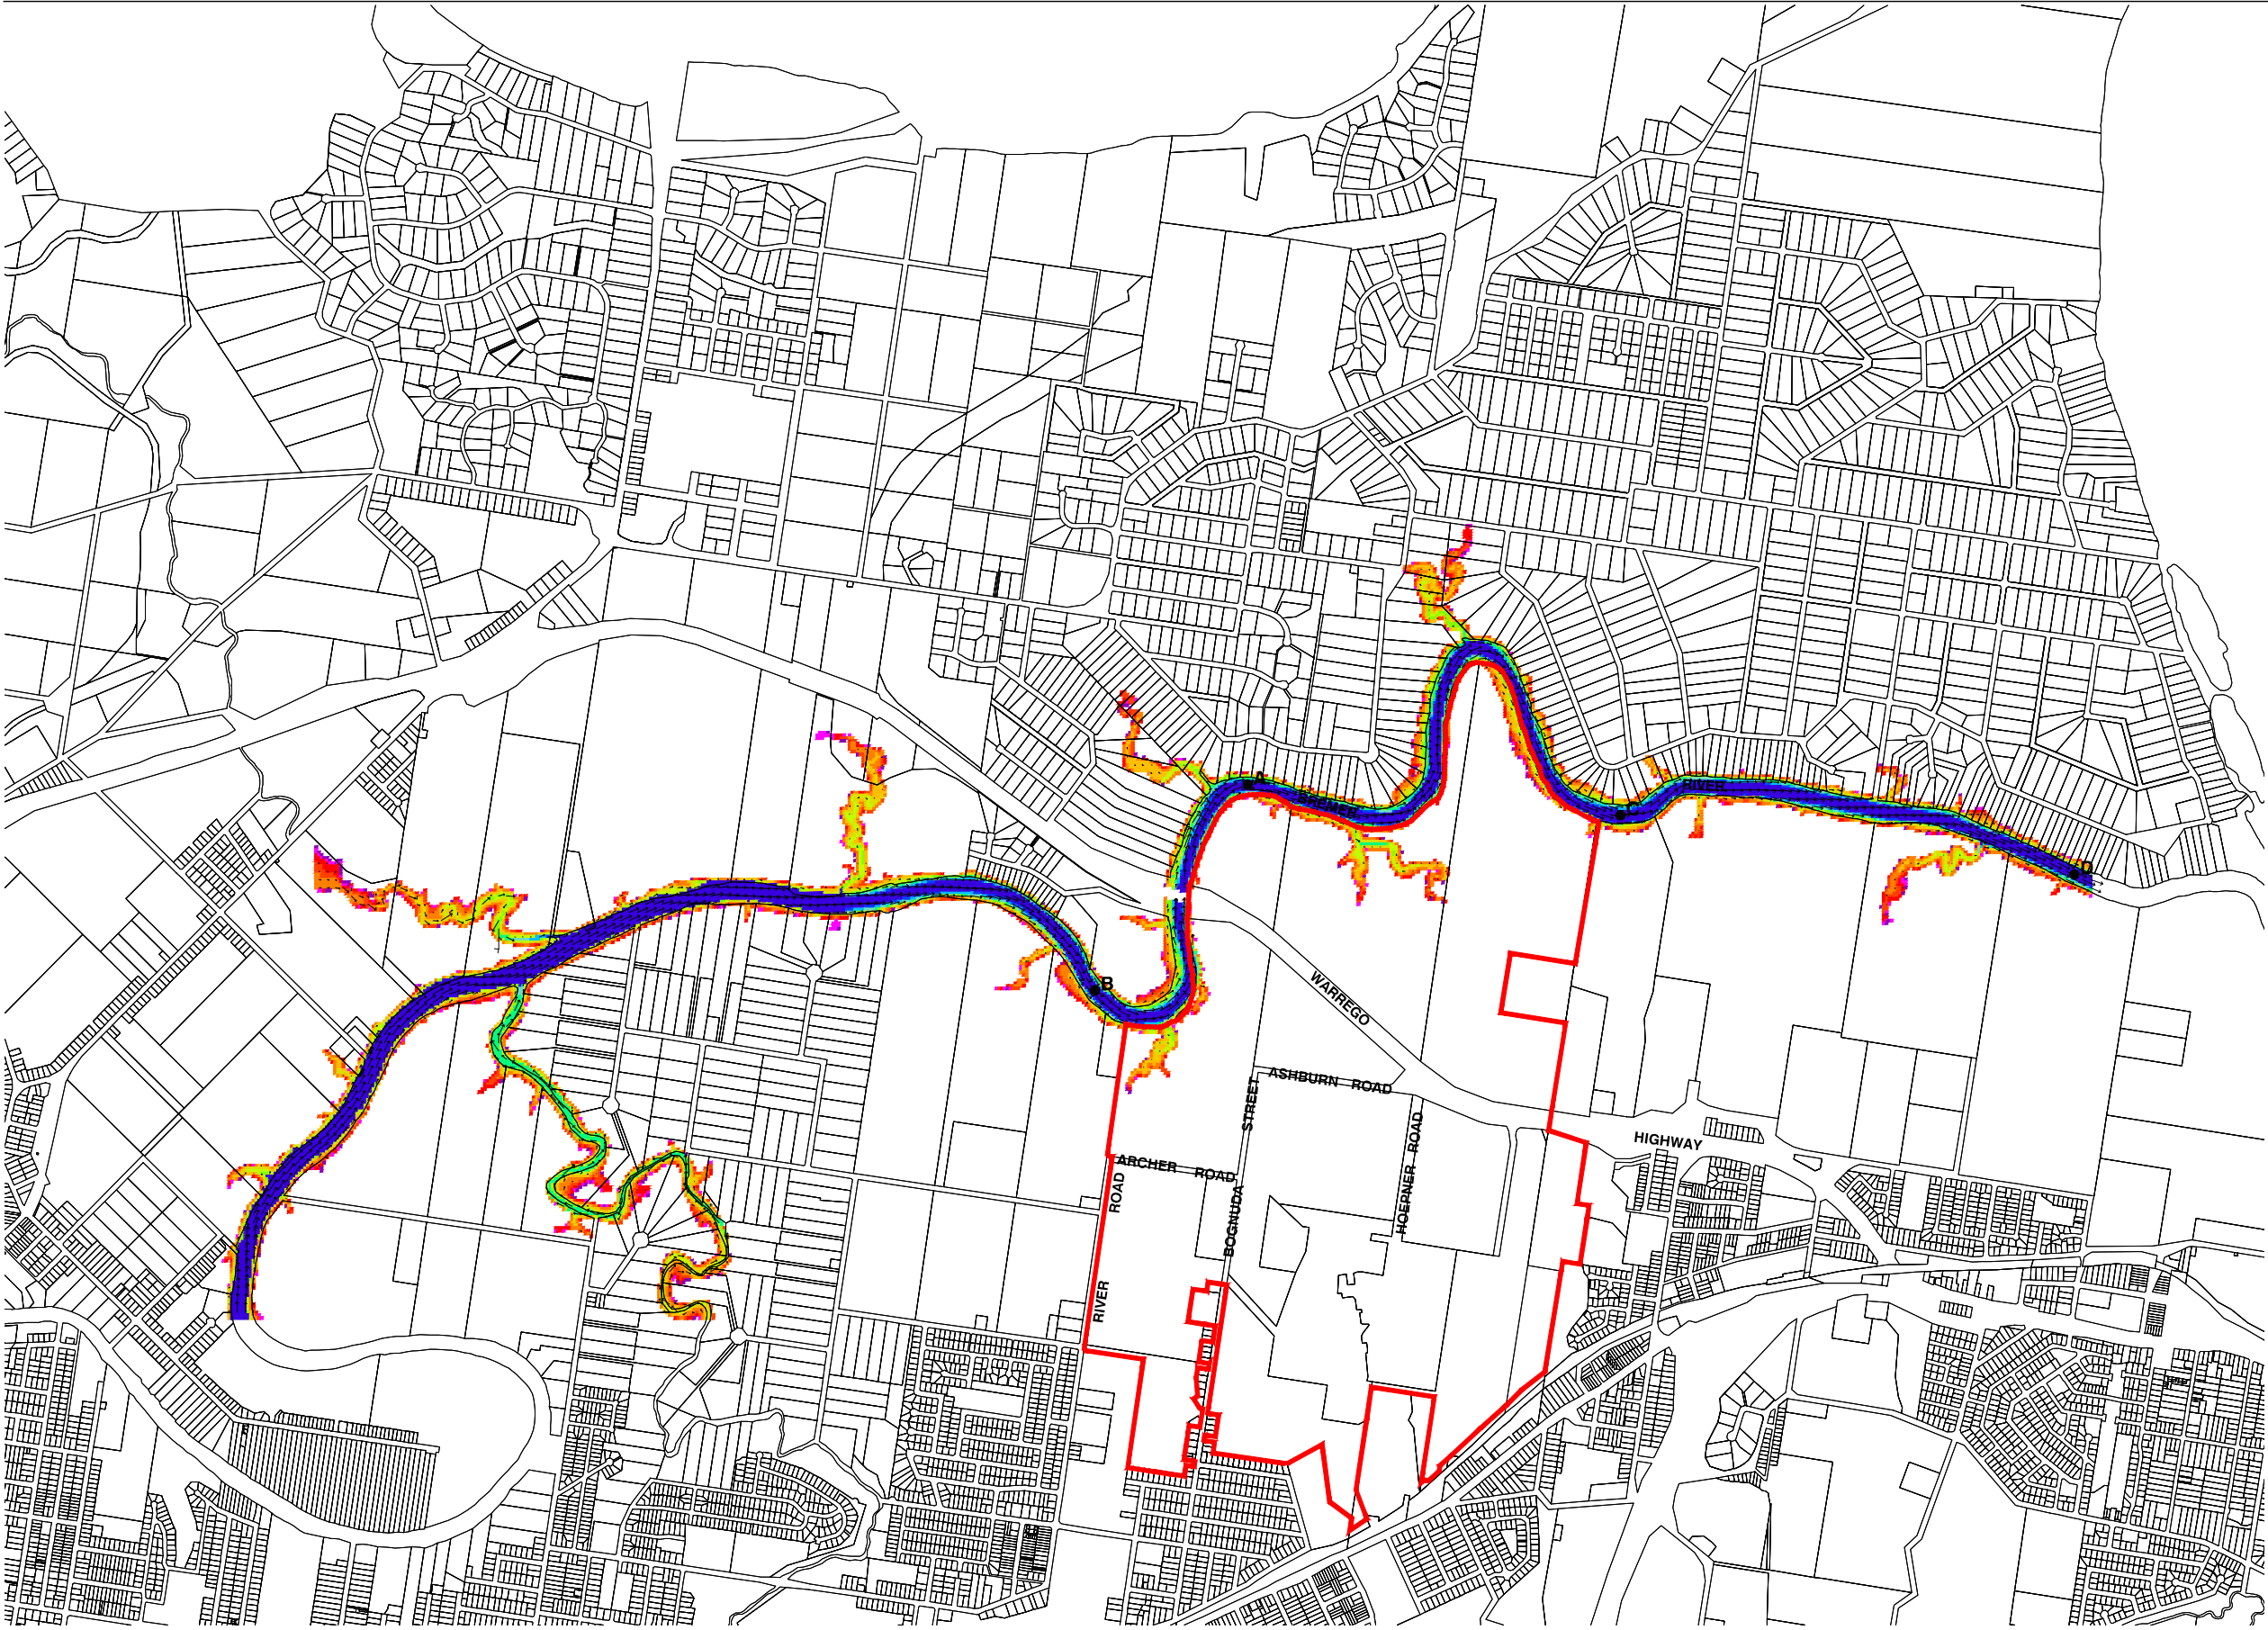 A
BREMER
RIVER
C
D
B
WARREGO
ASHBURN ROAD
STREET
HOEPNER ROAD
HIGHWAY
ARCHER ROAD
ROAD
BOGNUDA
RIVER